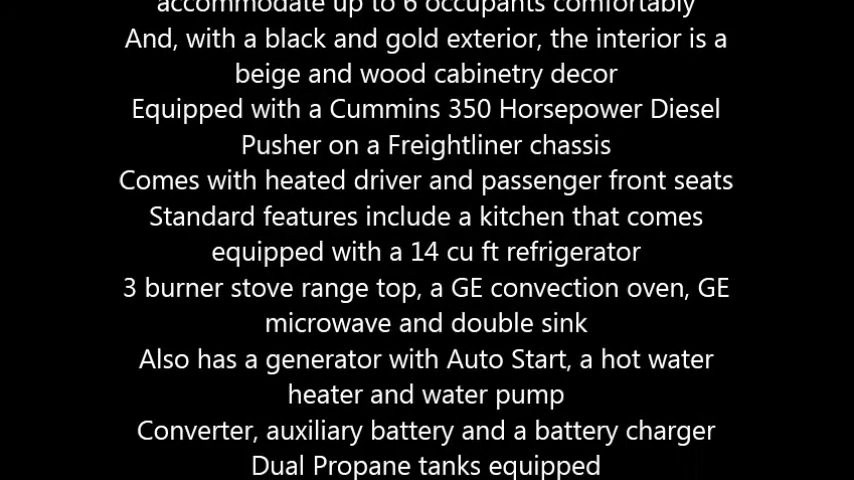 accommodate up to 6 occupants comfortably
And, with a black and gold exterior, the interior is a
beige and wood cabinetry decor
Equipped with a Cummins 350 Horsepower Diesel
Pusher on a Freightliner chassis
Comes with heated driver and passenger front seats
Standard features include a kitchen that comes
equipped with a 14 cu ft refrigerator
3 burner stove range top, a GE convection oven, GE
microwave and double sink
Also has a generator with Auto Start, a hot water
heater and water pump
Converter, auxiliary battery and a battery charger
Dual Propane tanks equipped